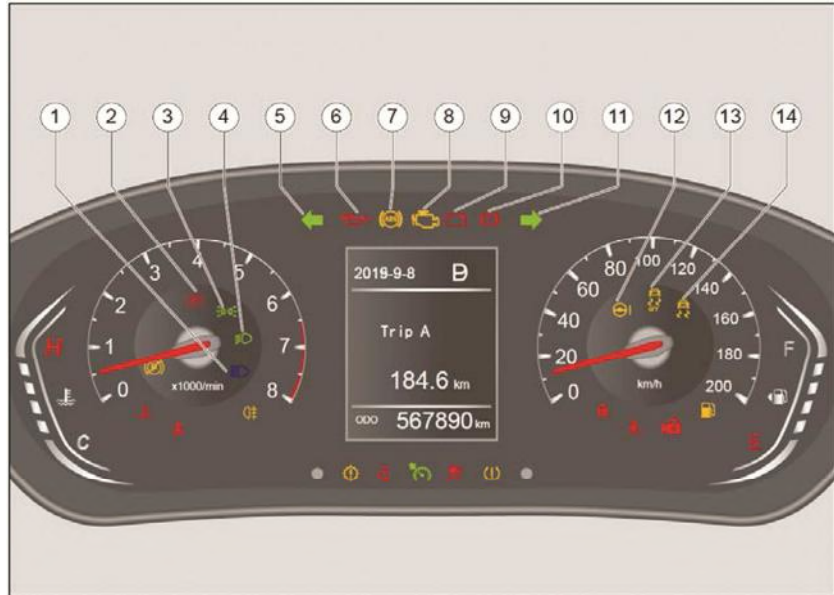 1 2 3 4 5 6 7 8 9 10 11 12 13 14
0 1 2 3 4 5 6 7 8
x1000/min
H
C
2019-9-8 D
Trip A
184.6 km
ODO 567890 km
0 20 40 60 80 100 120 140 160 180 200
km/h
F
E